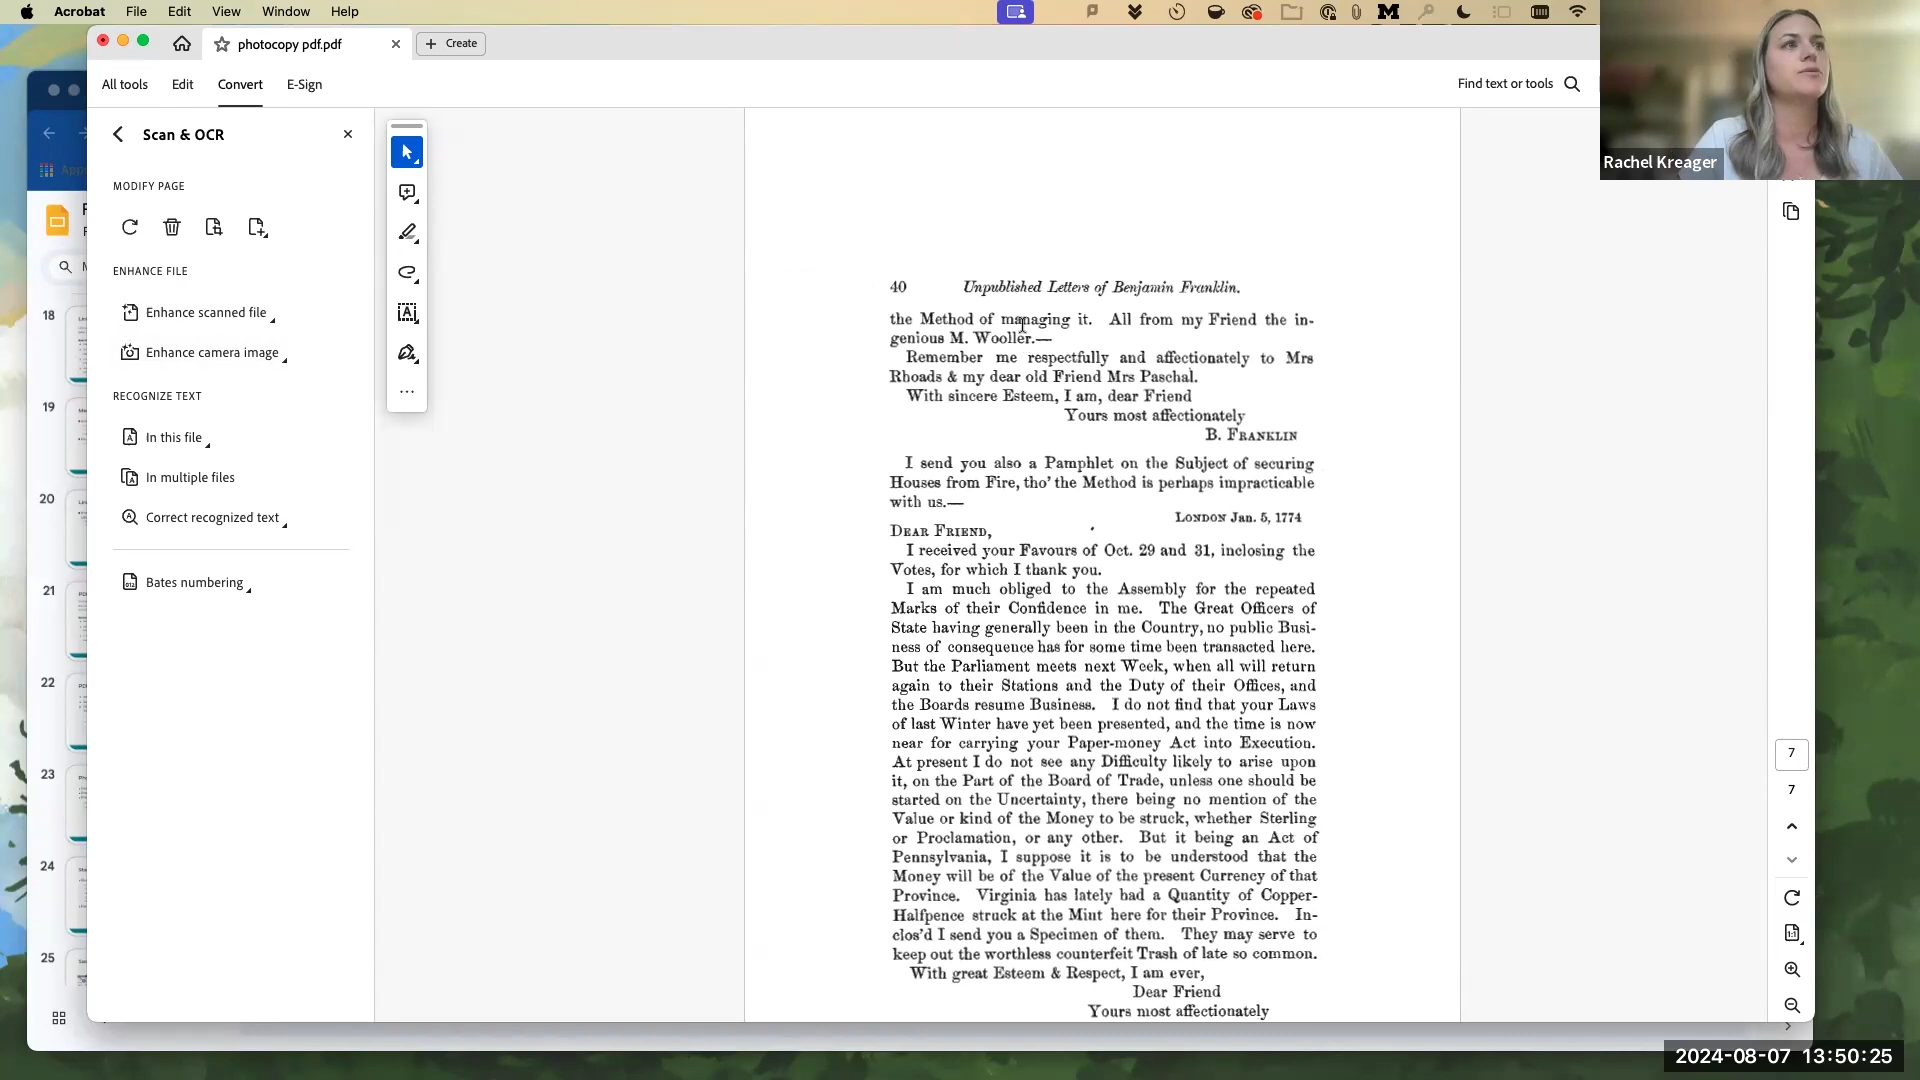 Acrobat File Edit View Window Help
photocopy pdf.pdf
Create
All tools Edit Convert E-Sign
Find text or tools
Rachel Kreager
Scan & OCR
MODIFY PAGE
ENHANCE FILE
Enhance scanned file
Enhance camera image
RECOGNIZE TEXT
In this file
In multiple files
Correct recognized text
Bates numbering
18
19
20
21
22
23
24
25
40 Unpublished Letters of Benjamin Franklin.
the Method of managing it. All from my Friend the in-
genious M. Wooller.—
Remember me respectfully and affectionately to Mrs
Rhoads & my dear old Friend Mrs Paschal.
With sincere Esteem, I am, dear Friend
Yours most affectionately
B. FRANKLIN
I send you also a Pamphlet on the Subject of securing
Houses from Fire, tho' the Method is perhaps impracticable
with us.—
LONDON Jan. 5, 1774
DEAR FRIEND,
I received your Favours of Oct. 29 and 31, inclosing the
Votes, for which I thank you.
I am much obliged to the Assembly for the repeated
Marks of their Confidence in me. The Great Officers of
State having generally been in the Country, no public Busi-
ness of consequence has for some time been transacted here.
But the Parliament meets next Week, when all will return
again to their Stations and the Duty of their Offices, and
the Boards resume Business. I do not find that your Laws
of last Winter have yet been presented, and the time is now
near for carrying your Paper-money Act into Execution.
At present I do not see any Difficulty likely to arise upon
it, on the Part of the Board of Trade, unless one should be
started on the Uncertainty, there being no mention of the
Value or kind of the Money to be struck, whether Sterling
or Proclamation, or any other. But it being an Act of
Pennsylvania, I suppose it is to be understood that the
Money will be of the Value of the present Currency of that
Province. Virginia has lately had a Quantity of Copper-
Halfpence struck at the Mint here for their Province. In-
clos'd I send you a Specimen of them. They may serve to
keep out the worthless counterfeit Trash of late so common.
With great Esteem & Respect, I am ever,
Dear Friend
Yours most affectionately
7
7
2024-08-07 13:50:25